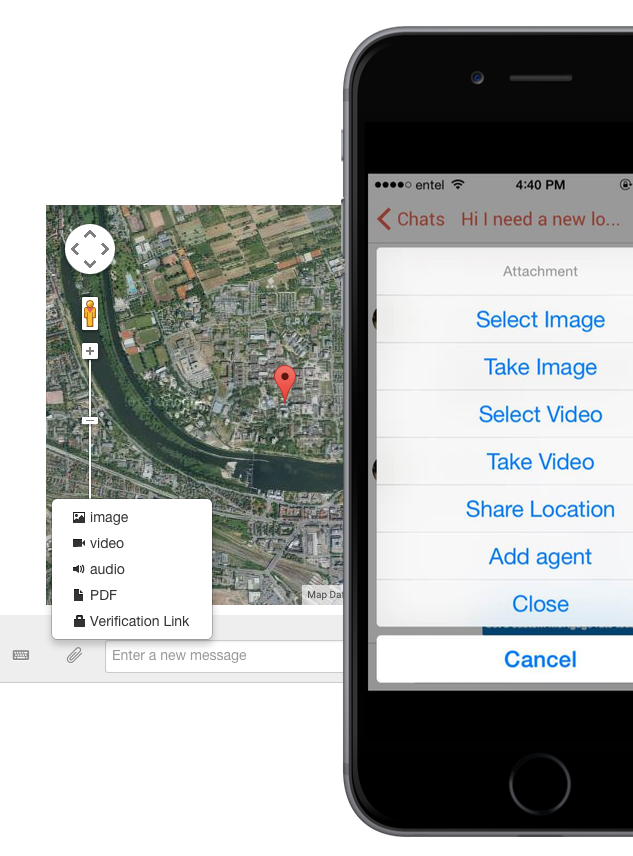 entel
4:40 PM
Chats
Hi I need a new lo...
Attachment
Select Image
Take Image
Select Video
Take Video
Share Location
Add agent
Close
Cancel
Map Dat
image
video
audio
PDF
Verification Link
Enter a new message